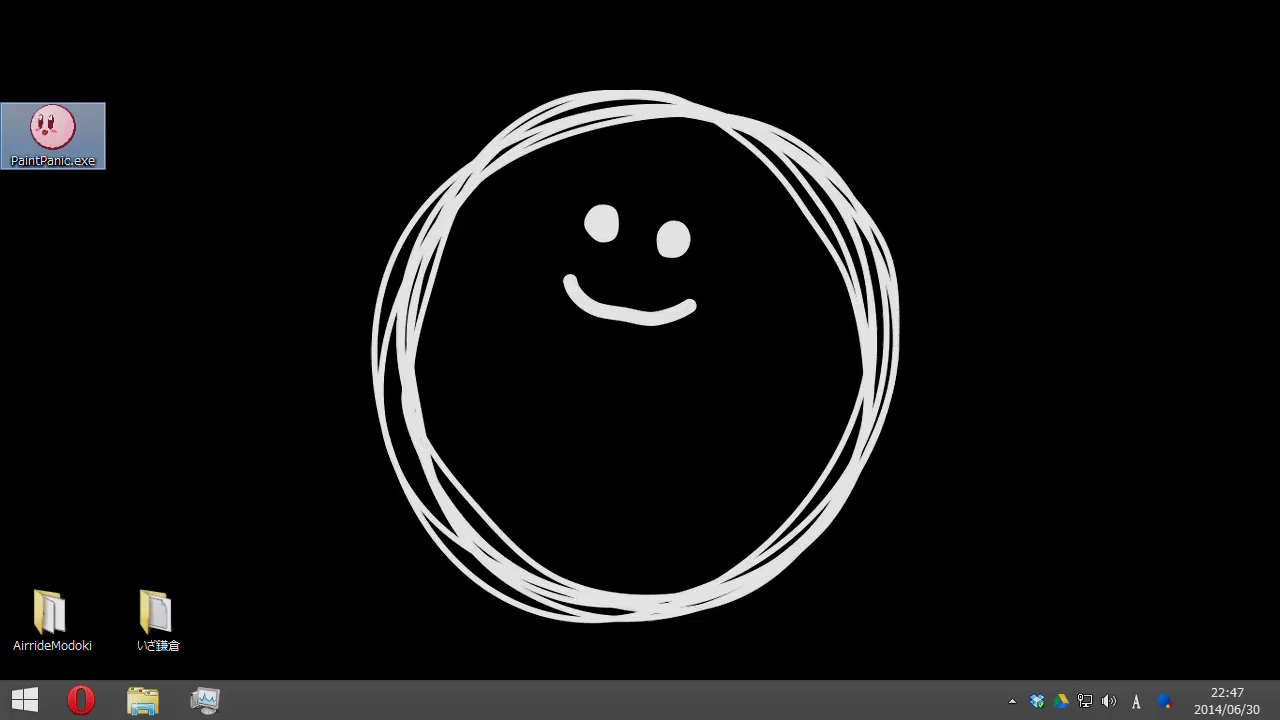 PaintPanic.exe
AirrideModoki
いざ鎌倉
A
22:47
2014/06/30